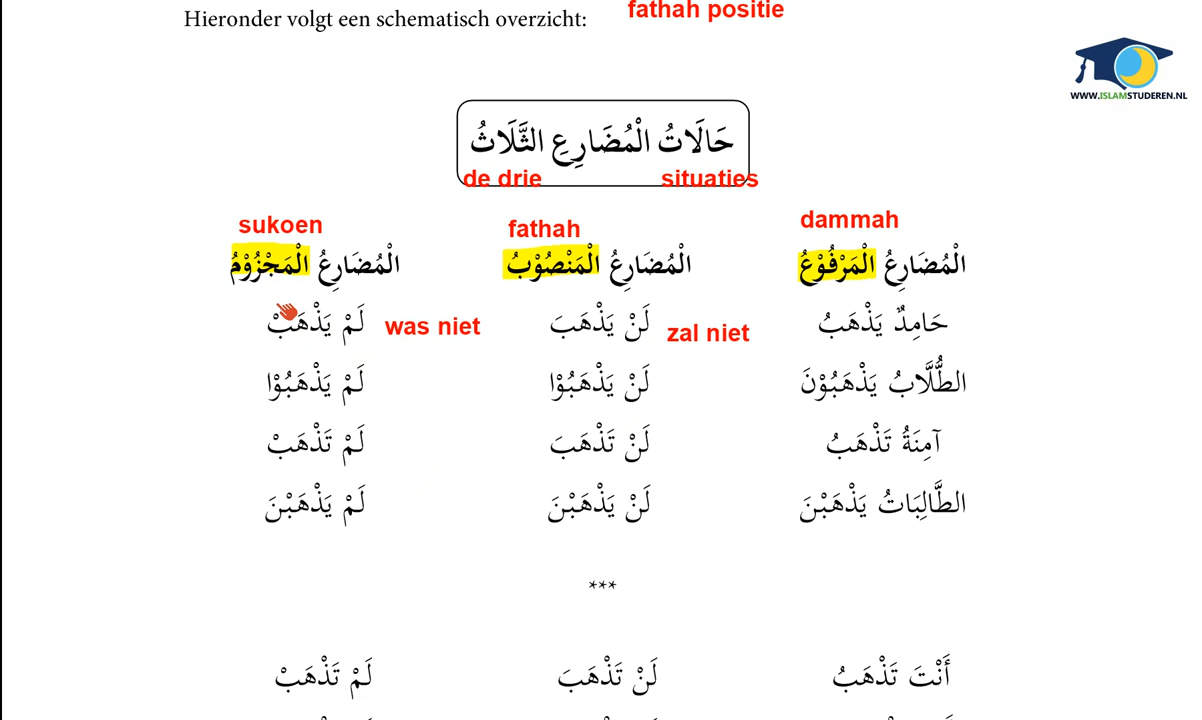 fathah positie
Hieronder volgt een schematisch overzicht:
WWW.ISLAMSTUDEREN.NL
حَالَاتُ الْمُضَارِعِ الثَّلَاثُ
de drie situaties
dammah
fathah
sukoen
الْمُضَارِعُ الْمَرْفُوْعُ
الْمُضَارِعُ الْمَنْصُوْبُ
الْمُضَارِعُ الْمَجْزُوْمُ
حَامِدٌ يَذْهَبُ
zal niet
لَنْ يَذْهَبَ
was niet
لَمْ يَذْهَبْ
الطُّلَّابُ يَذْهَبُوْنَ
لَنْ يَذْهَبُوْا
لَمْ يَذْهَبُوْا
آمِنَةُ تَذْهَبُ
لَنْ تَذْهَبَ
لَمْ تَذْهَبْ
الطَّالِبَاتُ يَذْهَبْنَ
لَنْ يَذْهَبْنَ
لَمْ يَذْهَبْنَ
***
أَنْتَ تَذْهَبُ
لَنْ تَذْهَبَ
لَمْ تَذْهَبْ